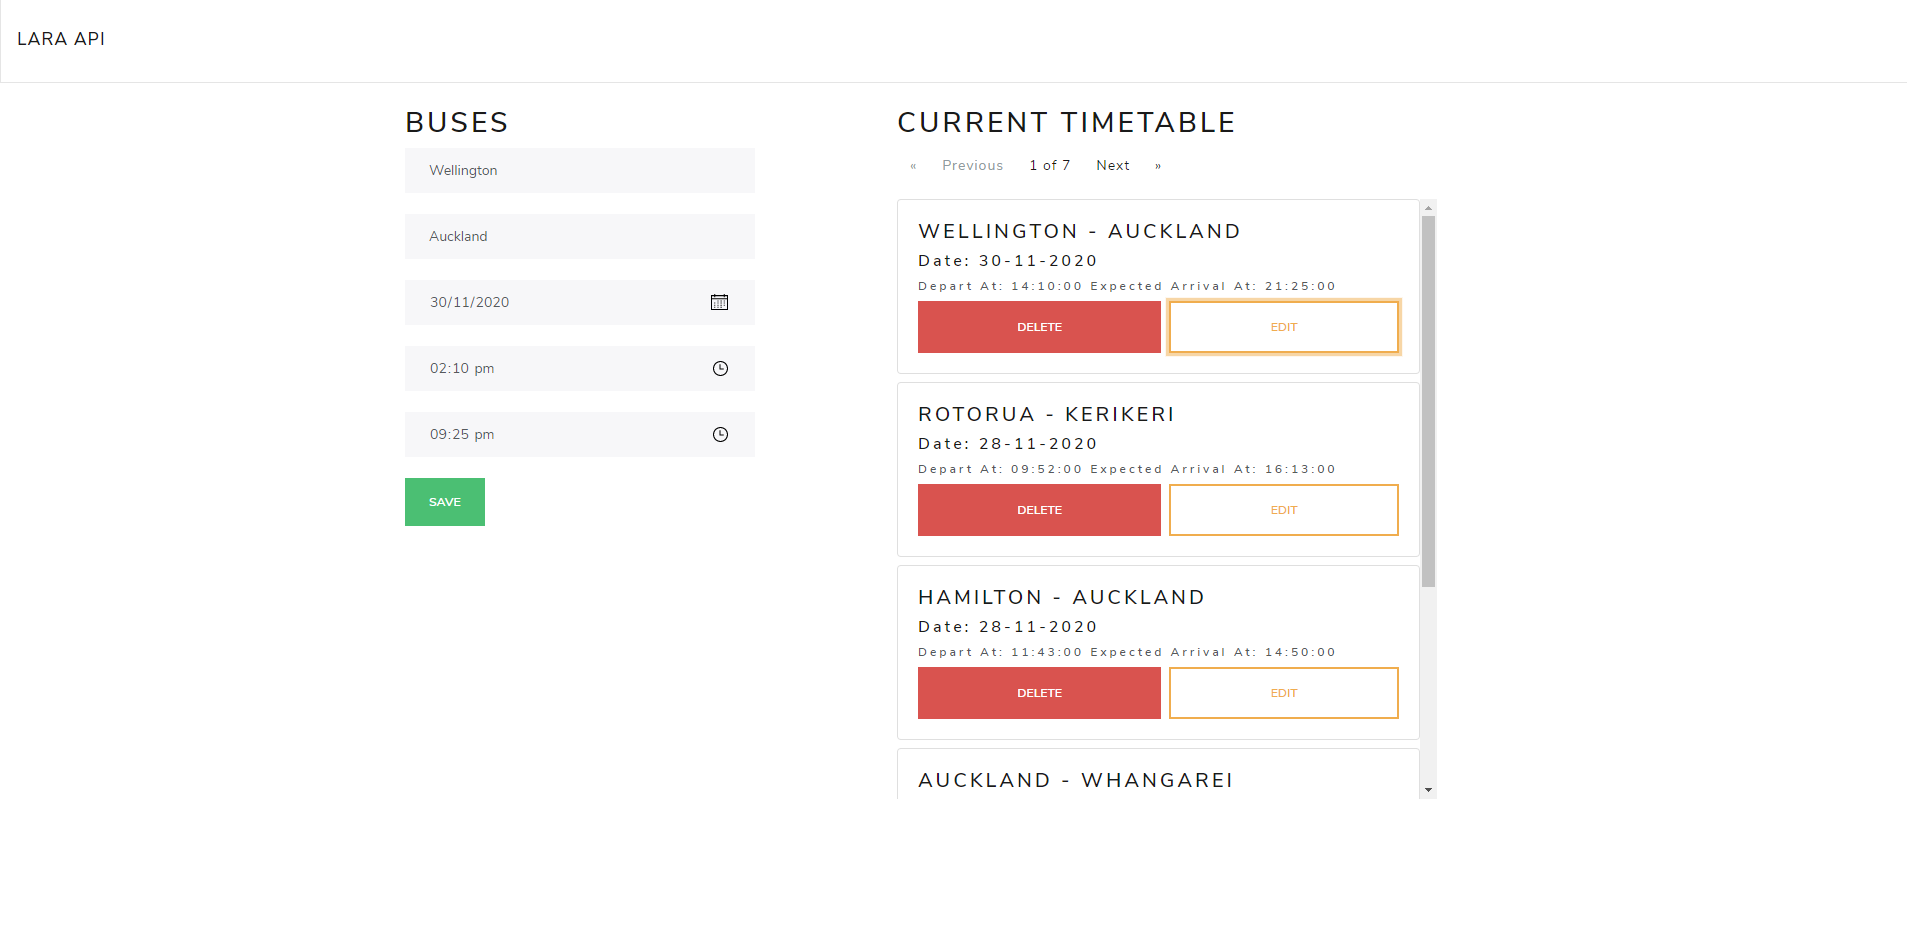 LARA API
BUSES
Wellington
Auckland
30/11/2020
02:10 pm
09:25 pm
SAVE
CURRENT TIMETABLE
« Previous 1 of 7 Next »
WELLINGTON - AUCKLAND
Date: 30-11-2020
Depart At: 14:10:00 Expected Arrival At: 21:25:00
DELETE EDIT
ROTORUA - KERIKERI
Date: 28-11-2020
Depart At: 09:52:00 Expected Arrival At: 16:13:00
DELETE EDIT
HAMILTON - AUCKLAND
Date: 28-11-2020
Depart At: 11:43:00 Expected Arrival At: 14:50:00
DELETE EDIT
AUCKLAND - WHANGAREI